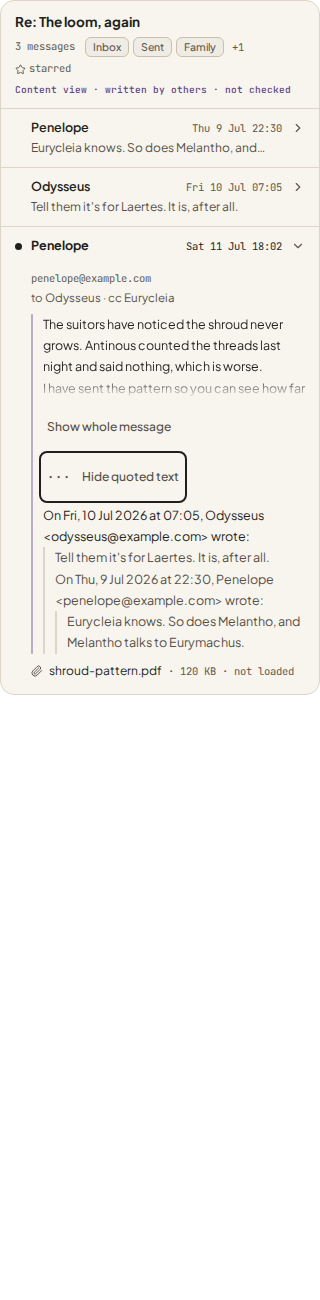 Re: The loom, again
3 messages Inbox Sent Family +1
starred
Content view · written by others · not checked
Penelope Thu 9 Jul 22:30
Eurycleia knows. So does Melantho, and…
Odysseus Fri 10 Jul 07:05
Tell them it's for Laertes. It is, after all.
Penelope Sat 11 Jul 18:02
penelope@example.com
to Odysseus · cc Eurycleia
The suitors have noticed the shroud never
grows. Antinous counted the threads last
night and said nothing, which is worse.
I have sent the pattern so you can see how far
Show whole message
··· Hide quoted text
On Fri, 10 Jul 2026 at 07:05, Odysseus
<odysseus@example.com> wrote:
Tell them it's for Laertes. It is, after all.
On Thu, 9 Jul 2026 at 22:30, Penelope
<penelope@example.com> wrote:
Eurycleia knows. So does Melantho, and
Melantho talks to Eurymachus.
shroud-pattern.pdf · 120 KB · not loaded